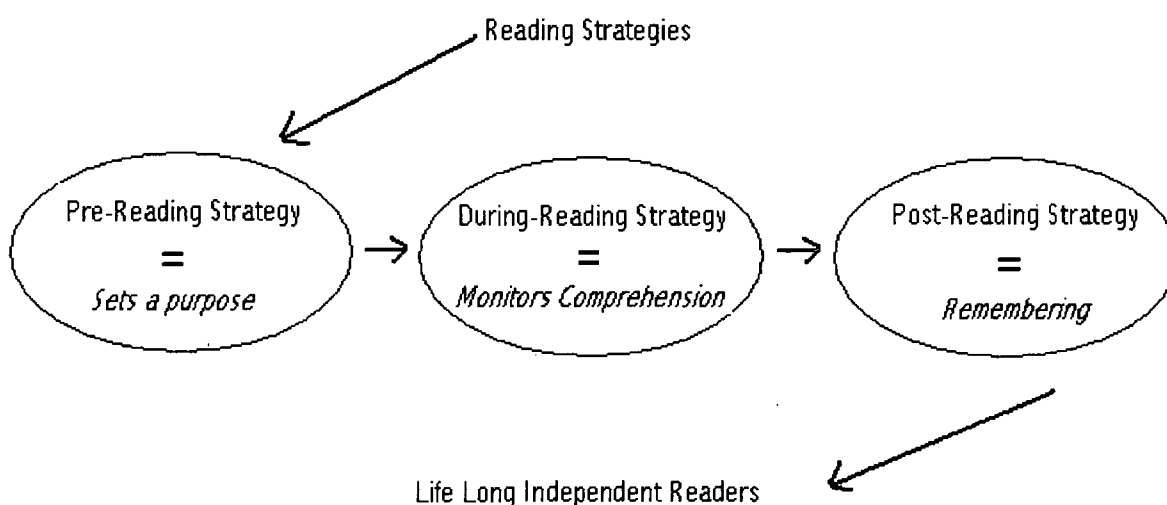 Reading Strategies
Pre-Reading Strategy
=
Sets a purpose
During-Reading Strategy
=
Monitors Comprehension
Post-Reading Strategy
=
Remembering
Life Long Independent Readers